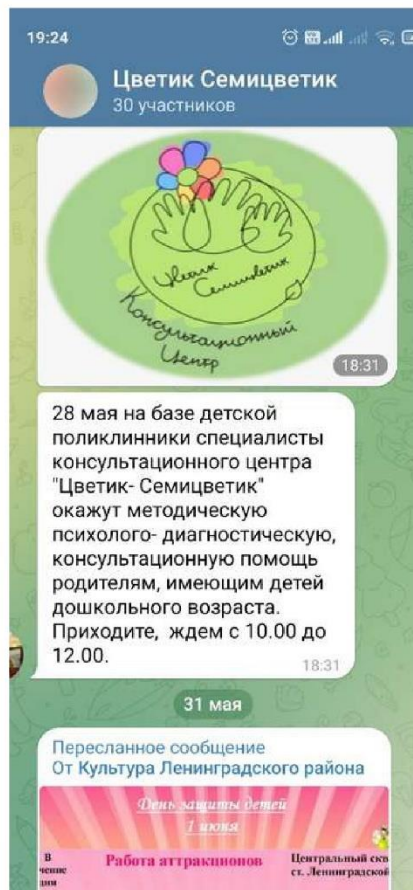 19:24
Цветик Семицветик
30 участников
Цветик
Семицветик
Консультационный
Центр
18:31
28 мая на базе детской
поликлинники специалисты
консультационного центра
"Цветик- Семицветик"
окажут методическую
психолого- диагностическую,
консультационную помощь
родителям, имеющим детей
дошкольного возраста.
Приходите, ждем с 10.00 до
12.00.
18:31
31 мая
Пересланное сообщение
От Культура Ленинградского района
День защиты детей
1 июня
В
Работа аттракционов
Центральный
ст. Ленинградской